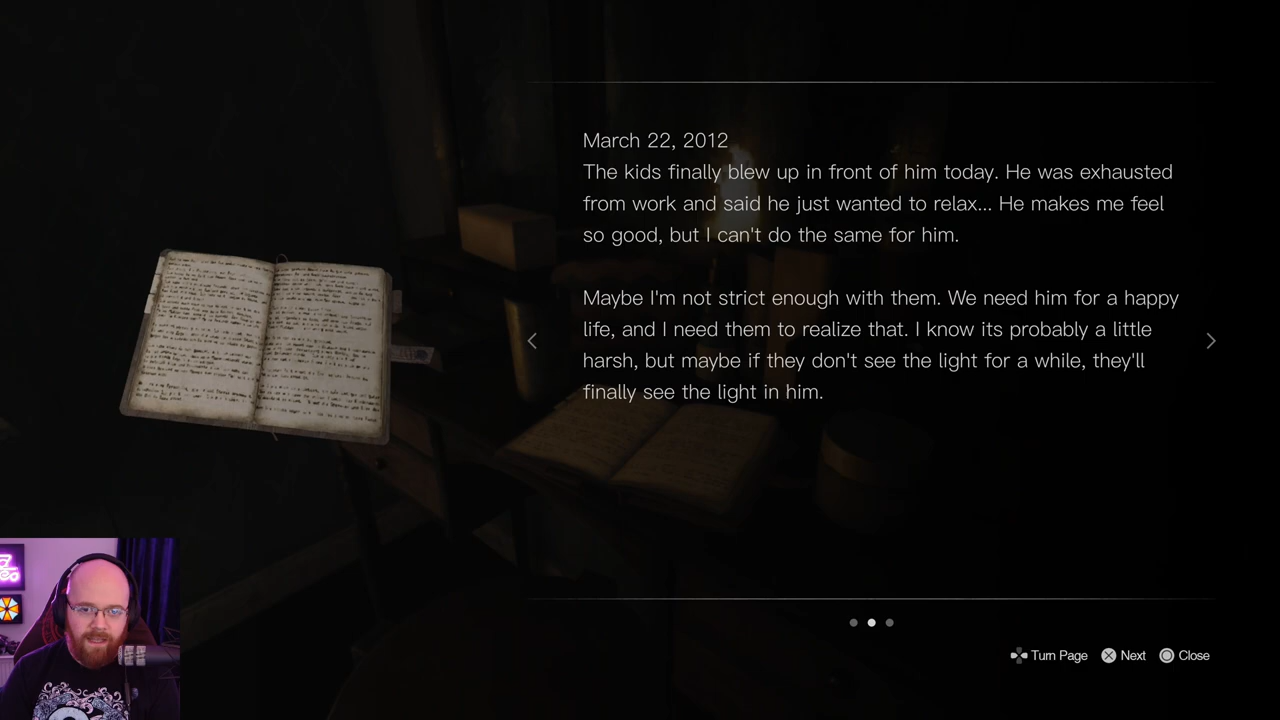 March 22, 2012
The kids finally blew up in front of him today. He was exhausted
from work and said he just wanted to relax... He makes me feel
so good, but I can't do the same for him.
Maybe I'm not strict enough with them. We need him for a happy
life, and I need them to realize that. I know its probably a little
harsh, but maybe if they don't see the light for a while, they'll
finally see the light in him.
Turn Page Next Close